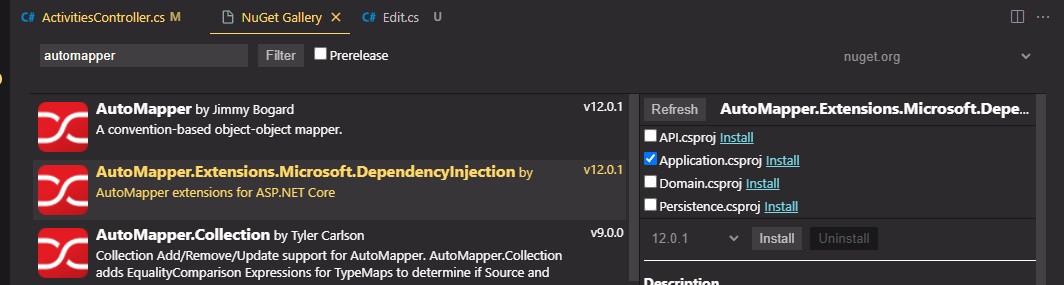 C# ActivitiesController.cs M
NuGet Gallery
C# Edit.cs U
automapper
Filter
Prerelease
nuget.org
AutoMapper by Jimmy Bogard
v12.0.1
A convention-based object-object mapper.
AutoMapper.Extensions.Microsoft.DependencyInjection by
v12.0.1
AutoMapper extensions for ASP.NET Core
AutoMapper.Collection by Tyler Carlson
v9.0.0
Collection Add/Remove/Update support for AutoMapper. AutoMapper.Collection
adds EqualityComparison Expressions for TypeMaps to determine if Source and
Refresh
AutoMapper.Extensions.Microsoft.Depe...
API.csproj Install
Application.csproj Install
Domain.csproj Install
Persistence.csproj Install
12.0.1
Install
Uninstall
Description